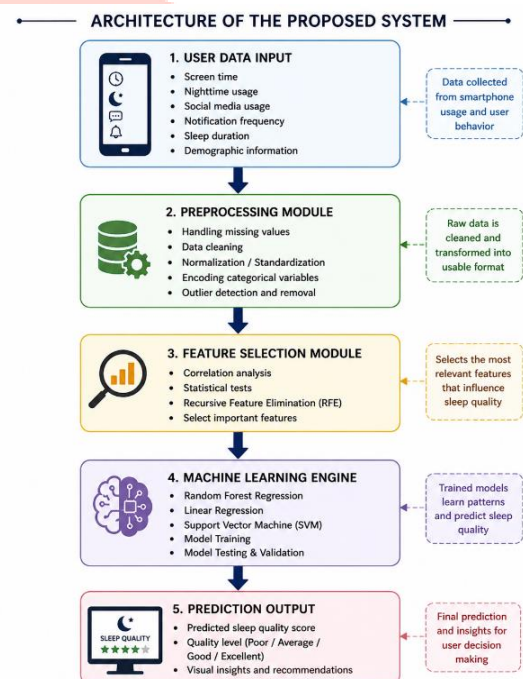 ARCHITECTURE OF THE PROPOSED SYSTEM
1. USER DATA INPUT
• Screen time
• Nighttime usage
• Social media usage
• Notification frequency
• Sleep duration
• Demographic information
Data collected
from smartphone
usage and user
behavior
2. PREPROCESSING MODULE
• Handling missing values
• Data cleaning
• Normalization / Standardization
• Encoding categorical variables
• Outlier detection and removal
Raw data is
cleaned and
transformed into
usable format
3. FEATURE SELECTION MODULE
• Correlation analysis
• Statistical tests
• Recursive Feature Elimination (RFE)
• Select important features
Selects the most
relevant features
that influence
sleep quality
4. MACHINE LEARNING ENGINE
• Random Forest Regression
• Linear Regression
• Support Vector Machine (SVM)
• Model Training
• Model Testing & Validation
Trained models
learn patterns
and predict sleep
quality
5. PREDICTION OUTPUT
SLEEP QUALITY
• Predicted sleep quality score
• Quality level (Poor / Average /
Good / Excellent)
• Visual insights and recommendations
Final prediction
and insights for
user decision
making